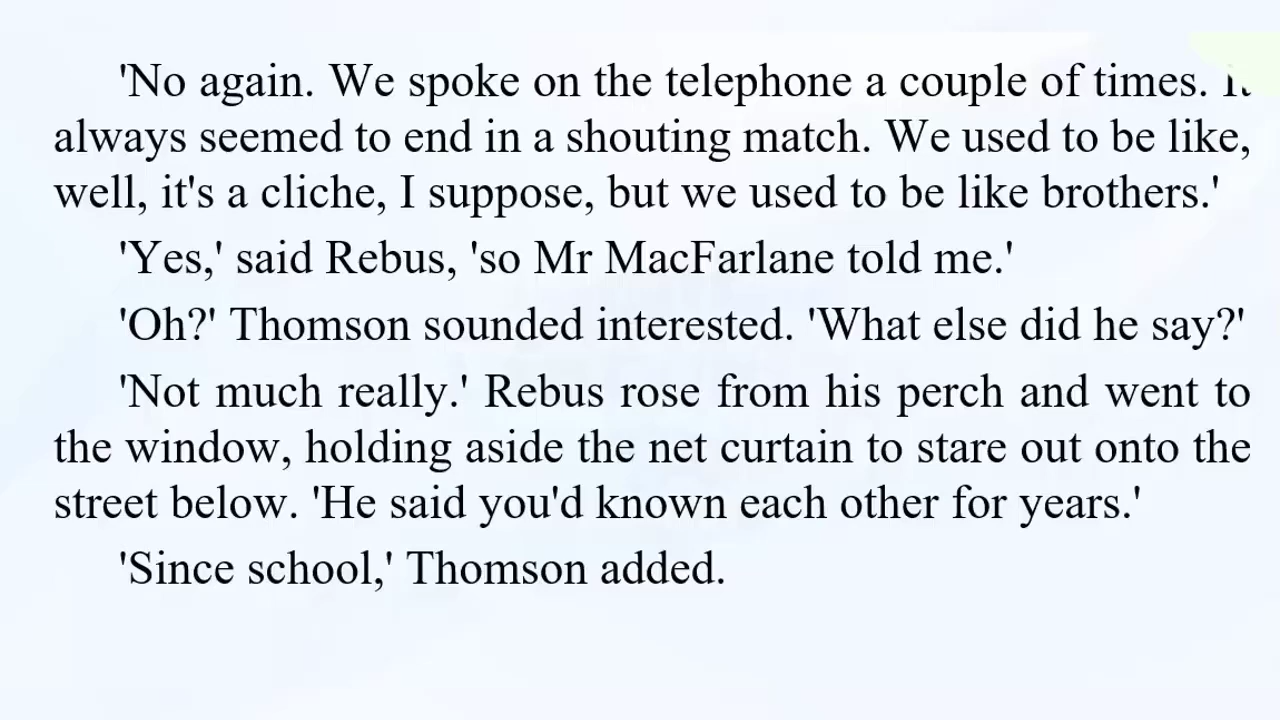 'No again. We spoke on the telephone a couple of times. It
always seemed to end in a shouting match. We used to be like,
well, it's a cliche, I suppose, but we used to be like brothers.'
'Yes,' said Rebus, 'so Mr MacFarlane told me.'
'Oh?' Thomson sounded interested. 'What else did he say?'
'Not much really.' Rebus rose from his perch and went to
the window, holding aside the net curtain to stare out onto the
street below. 'He said you'd known each other for years.'
'Since school,' Thomson added.